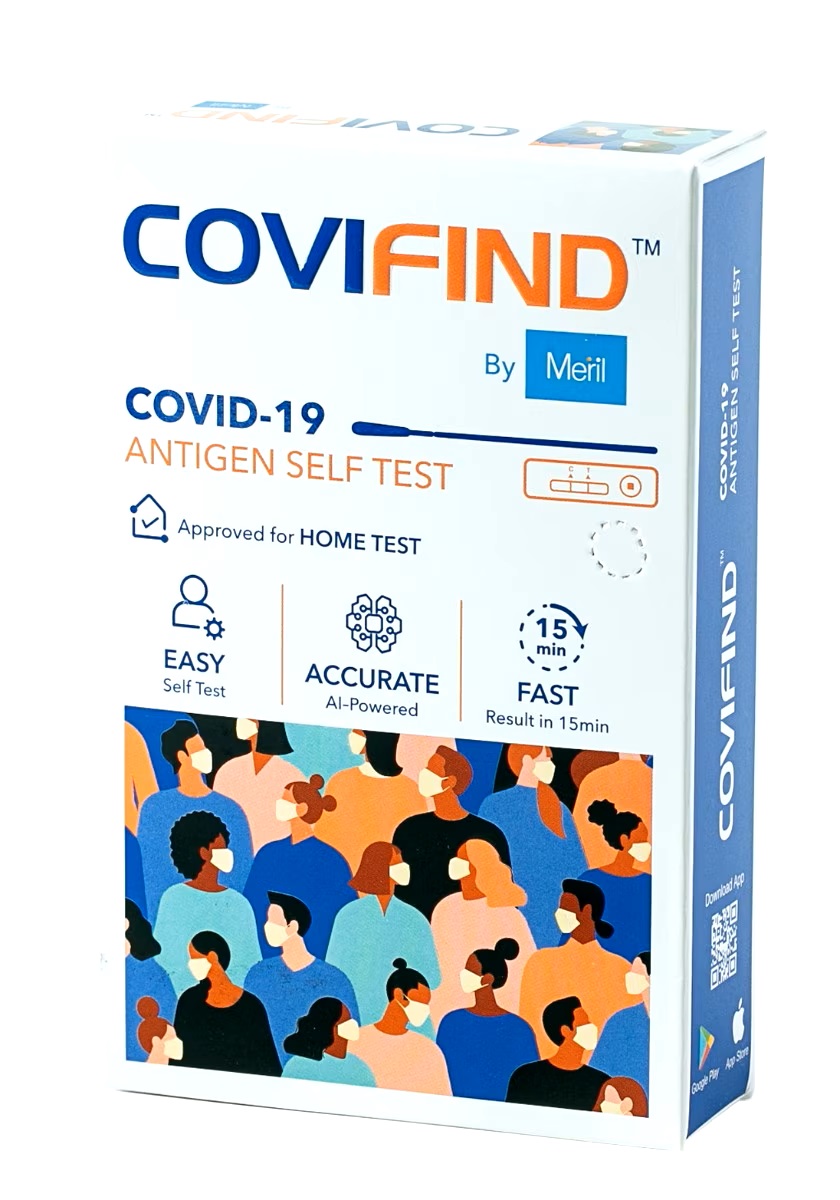 COVIFIND
COVIFIND™
By Meril
COVID-19
ANTIGEN SELF TEST
C T
Approved for HOME TEST
EASY
Self Test
ACCURATE
AI-Powered
15
min
FAST
Result in 15min
COVID-19
ANTIGEN SELF TEST
COVIFIND™
Download App
Google Play
App Store